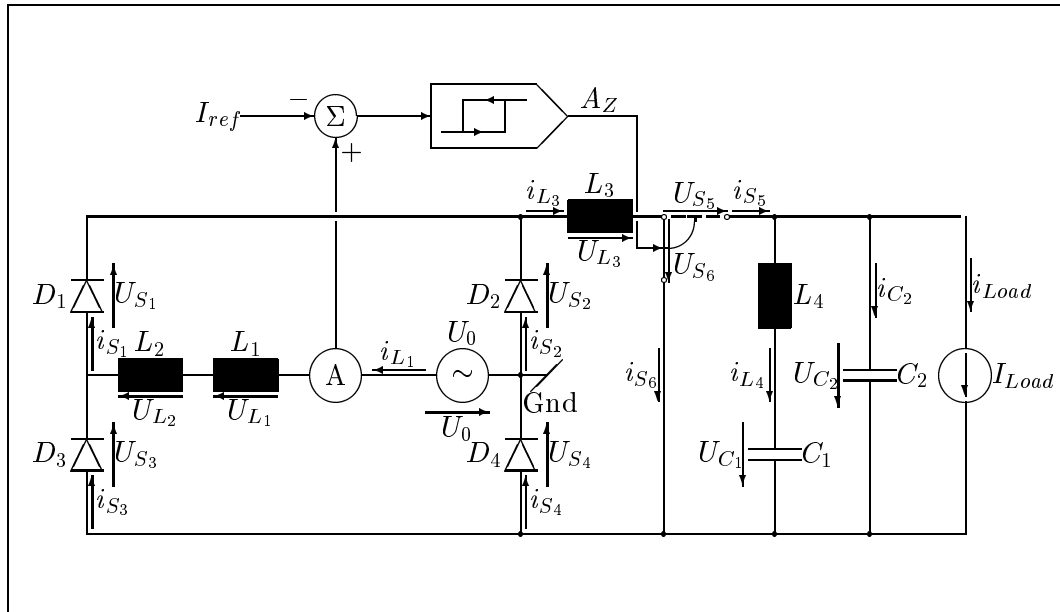 A_Z
I_ref − Σ
+
i_L3 L_3 U_S5 i_S5
U_L3 U_S6
D_1 U_S1 D_2 U_S2 L_4 i_C2 i_Load
i_S1 L_2 L_1 U_0 i_S2
i_L1
A ~ i_S6 i_L4 U_C2 C_2 I_Load
U_L2 U_L1 U_0 Gnd
D_3 U_S3 D_4 U_S4 U_C1 C_1
i_S3 i_S4